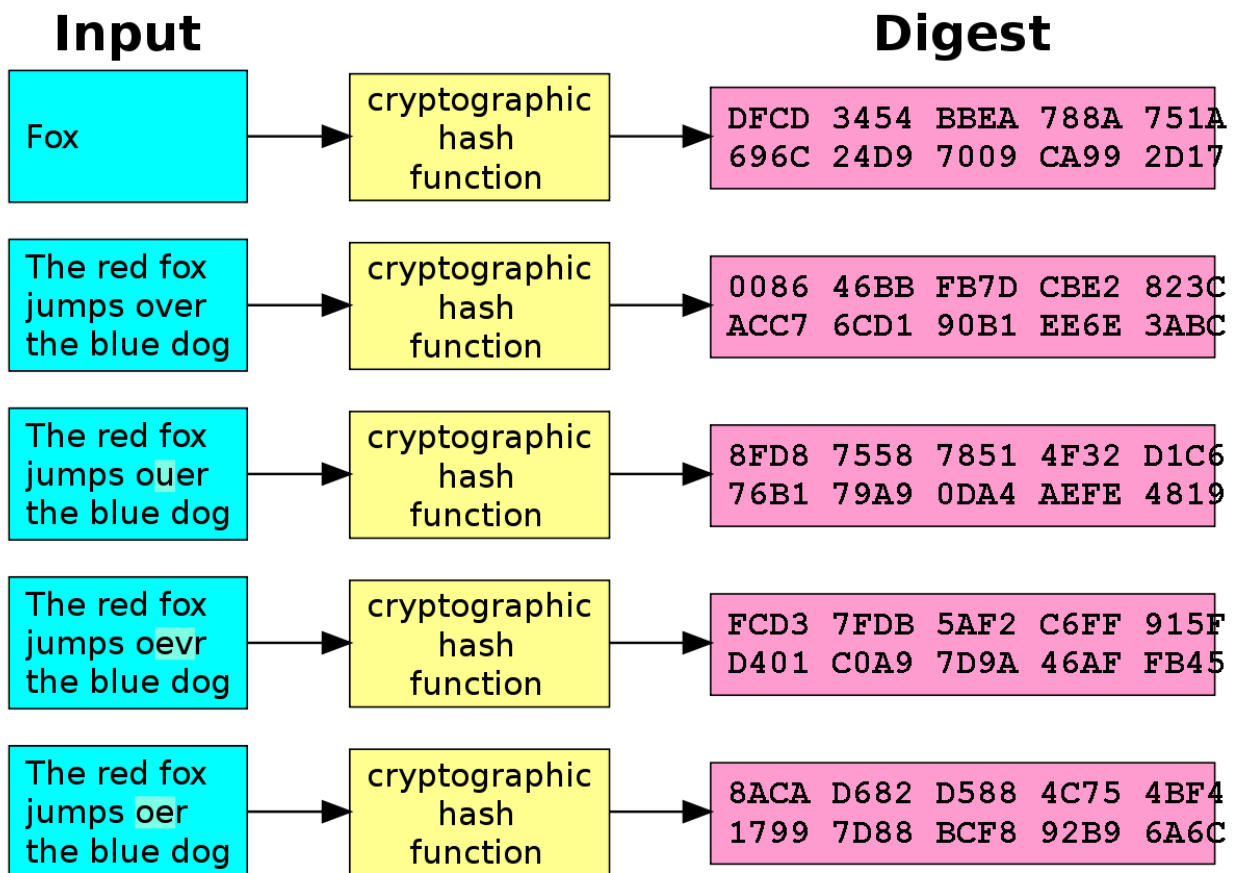 Input
Digest
Fox
cryptographic
hash
function
DFCD 3454 BBEA 788A 751A
696C 24D9 7009 CA99 2D17
The red fox
jumps over
the blue dog
cryptographic
hash
function
0086 46BB FB7D CBE2 823C
ACC7 6CD1 90B1 EE6E 3ABC
The red fox
jumps ouer
the blue dog
cryptographic
hash
function
8FD8 7558 7851 4F32 D1C6
76B1 79A9 0DA4 AEFE 4819
The red fox
jumps oevr
the blue dog
cryptographic
hash
function
FCD3 7FDB 5AF2 C6FF 915F
D401 C0A9 7D9A 46AF FB45
The red fox
jumps oer
the blue dog
cryptographic
hash
function
8ACA D682 D588 4C75 4BF4
1799 7D88 BCF8 92B9 6A6C